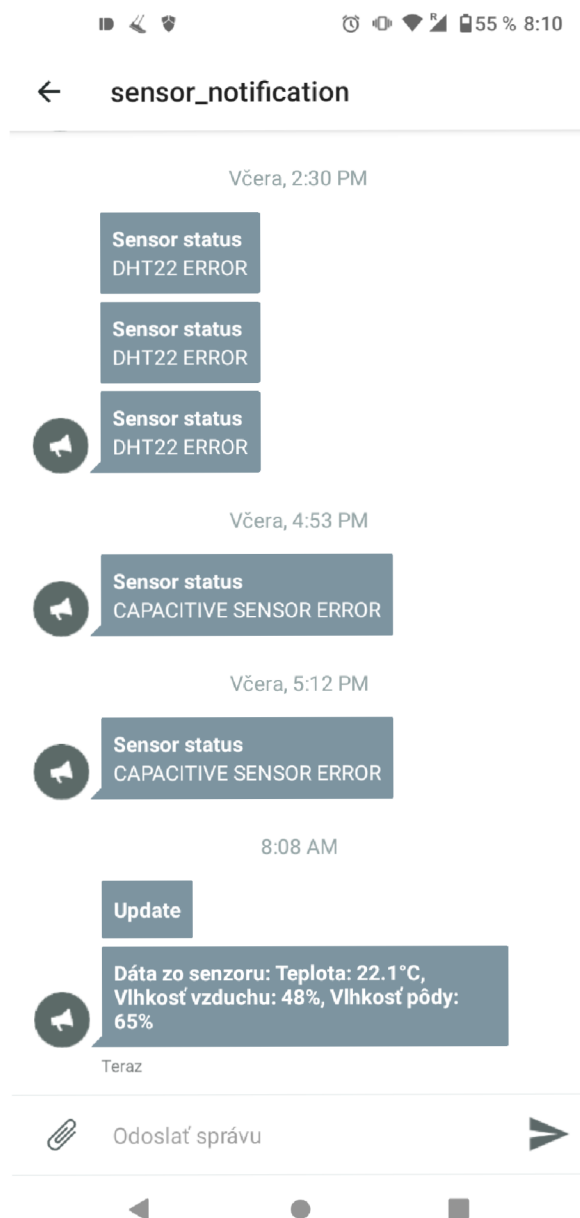 R 55 % 8:10
sensor_notification
Včera, 2:30 PM
Sensor status
DHT22 ERROR
Sensor status
DHT22 ERROR
Sensor status
DHT22 ERROR
Včera, 4:53 PM
Sensor status
CAPACITIVE SENSOR ERROR
Včera, 5:12 PM
Sensor status
CAPACITIVE SENSOR ERROR
8:08 AM
Update
Dáta zo senzoru: Teplota: 22.1°C,
Vlhkosť vzduchu: 48%, Vlhkosť pôdy:
65%
Teraz
Odoslať správu